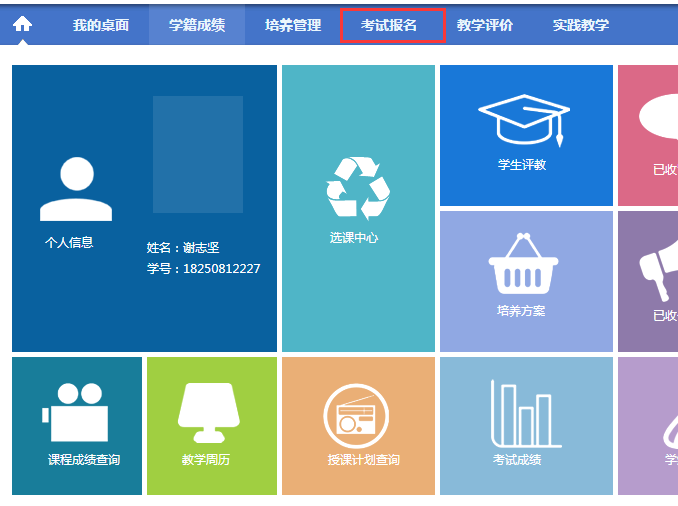 我的桌面 学籍成绩 培养管理 考试报名 教学评价 实践教学
个人信息
姓名：谢志坚
学号：18250812227
选课中心
学生评教
已收
培养方案
已收
课程成绩查询
教学周历
授课计划查询
考试成绩
学